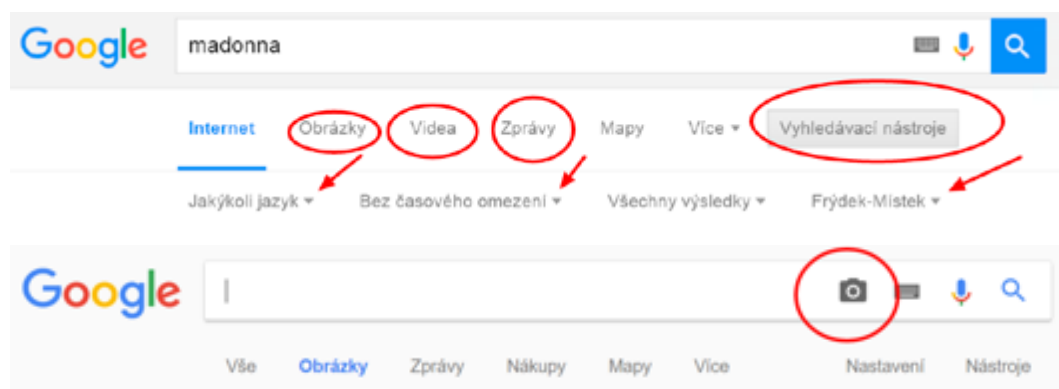 Google madonna
Internet Obrázky Videa Zprávy Mapy Více Vyhledávací nástroje
Jakýkoli jazyk Bez časového omezení Všechny výsledky Frýdek-Místek
Google
Vše Obrázky Zprávy Nákupy Mapy Více Nastavení Nástroje